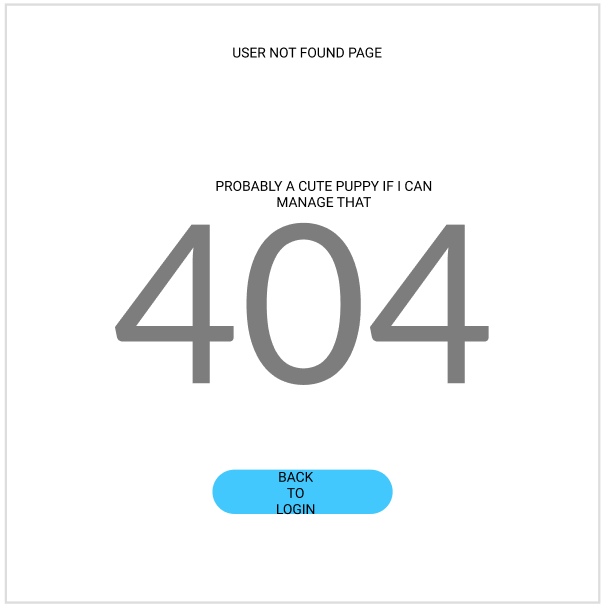 USER NOT FOUND PAGE
PROBABLY A CUTE PUPPY IF I CAN
MANAGE THAT
404
BACK
TO
LOGIN